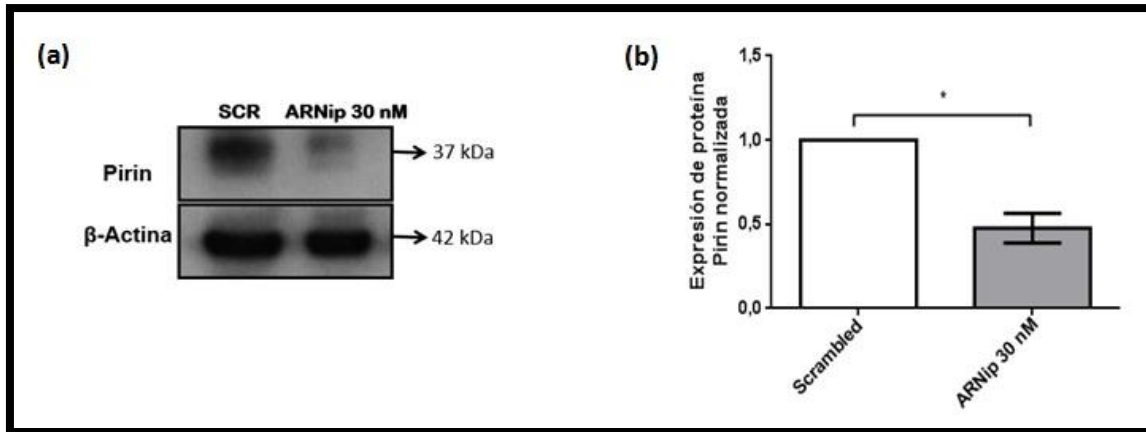 (a)
SCR ARNip 30 nM
Pirin
37 kDa
β-Actina
42 kDa
(b)
Expresión de proteína
Pirin normalizada
1,5
*
1,0
0,5
0,0
Scrambled
ARNip 30 nM